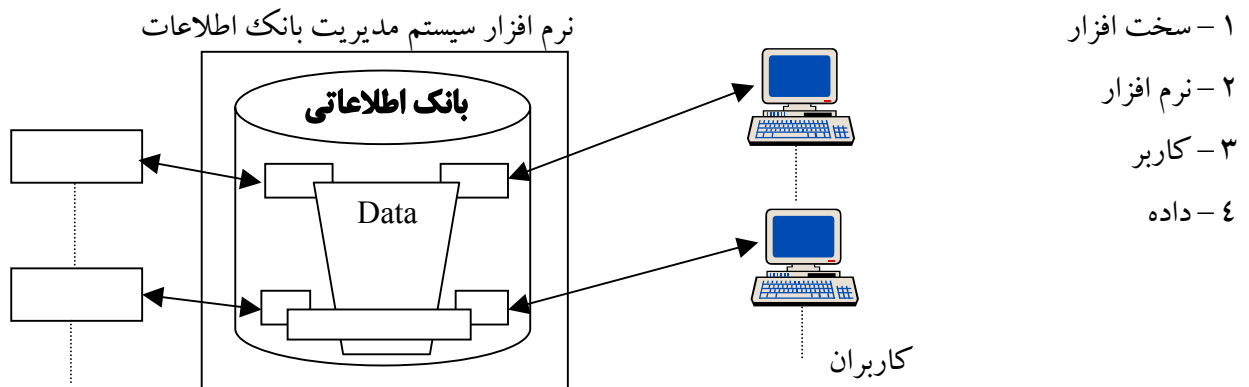 نرم افزار سیستم مدیریت بانک اطلاعات
۱ – سخت افزار
۲ – نرم افزار
۳ – کاربر
٤ – داده
بانک اطلاعاتی
Data
کاربران